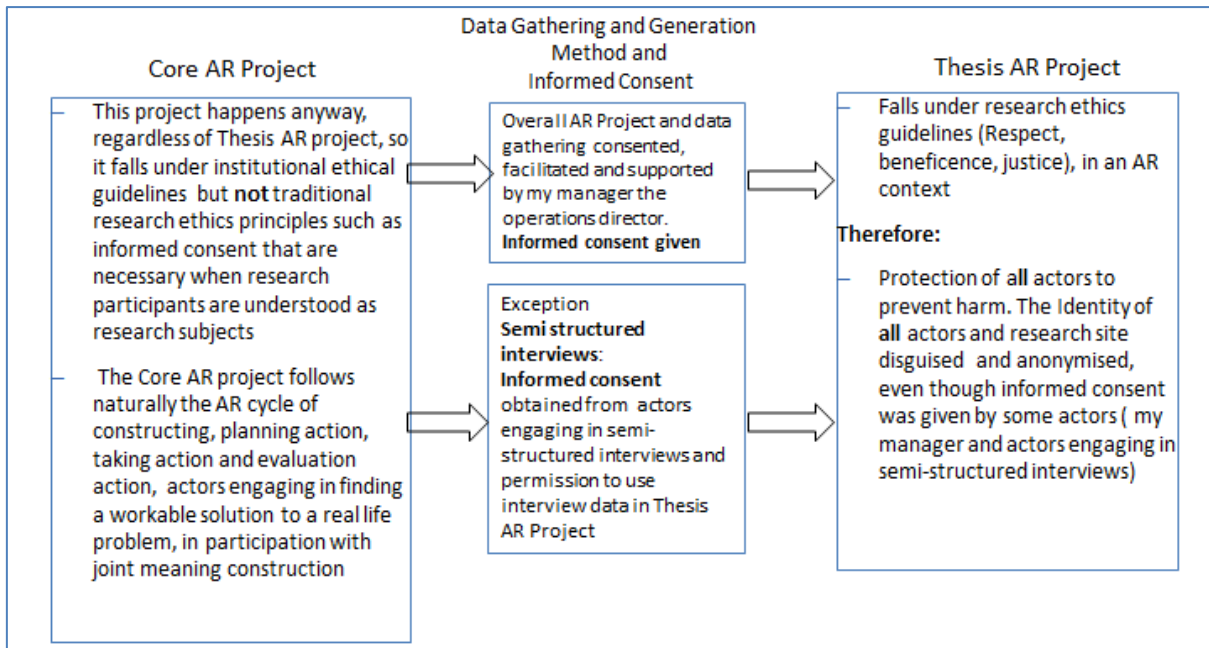 Core AR Project
– This project happens anyway,
regardless of Thesis AR project, so
it falls under institutional ethical
guidelines but not traditional
research ethics principles such as
informed consent that are
necessary when research
participants are understood as
research subjects
– The Core AR project follows
naturally the AR cycle of
constructing, planning action,
taking action and evaluation
action, actors engaging in finding
a workable solution to a real life
problem, in participation with
joint meaning construction
Data Gathering and Generation
Method and
Informed Consent
Overall AR Project and data
gathering consented,
facilitated and supported
by my manager the
operations director.
Informed consent given
Exception
Semi structured
interviews:
Informed consent
obtained from actors
engaging in semi-
structured interviews and
permission to use
interview data in Thesis
AR Project
Thesis AR Project
– Falls under research ethics
guidelines (Respect,
beneficence, justice), in an AR
context
Therefore:
– Protection of all actors to
prevent harm. The Identity of
all actors and research site
disguised and anonymised,
even though informed consent
was given by some actors ( my
manager and actors engaging in
semi-structured interviews)